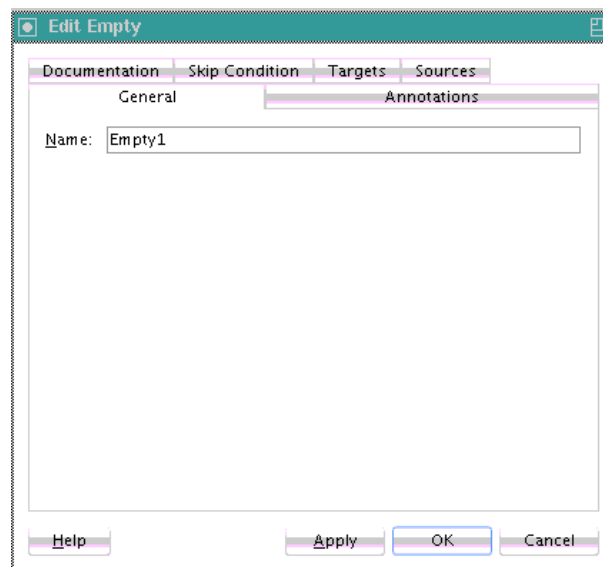 Edit Empty
Documentation Skip Condition Targets Sources
General Annotations
Name: Empty1
Help Apply OK Cancel